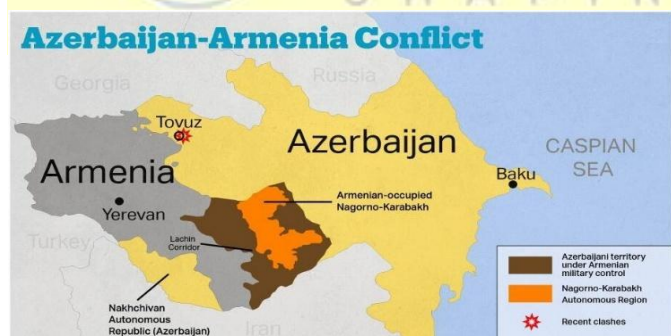 Azerbaijan-Armenia Conflict
Georgia
Russia
Tovuz
Azerbaijan
CASPIAN
SEA
Armenia
Baku
Yerevan
Armenian-occupied
Nagorno-Karabakh
Turkey
Lachin
Corridor
Nakhchivan
Autonomous
Republic (Azerbaijan)
Iran
Azerbaijani territory
under Armenian
military control
Nagorno-Karabakh
Autonomous Region
Recent clashes